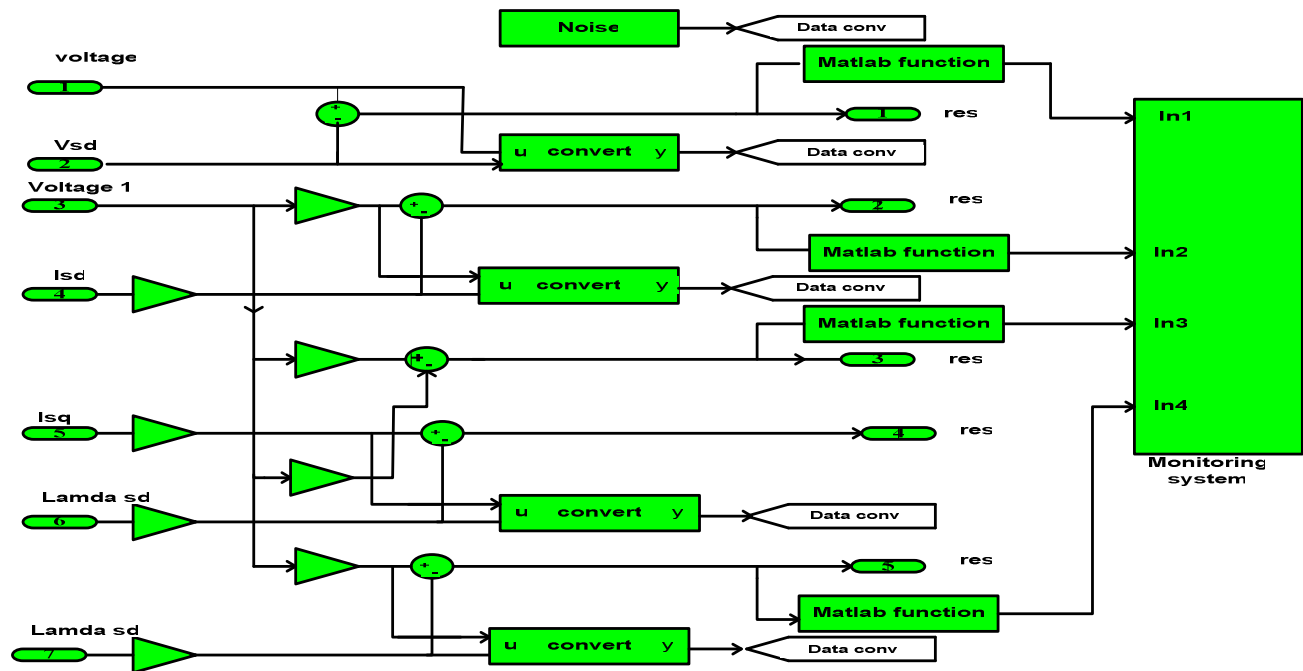 Noise
Data conv
voltage
Matlab function
1
+
-
1
res
In1
Vsd
u convert y
Data conv
2
Voltage 1
3
+
-
2
res
Matlab function
In2
Isd
4
u convert y
Data conv
Matlab function
In3
+
-
3
res
In4
Isq
5
+
-
4
res
Monitoring
system
Lamda sd
6
u convert y
Data conv
+
-
5
res
Matlab function
Lamda sd
7
u convert y
Data conv